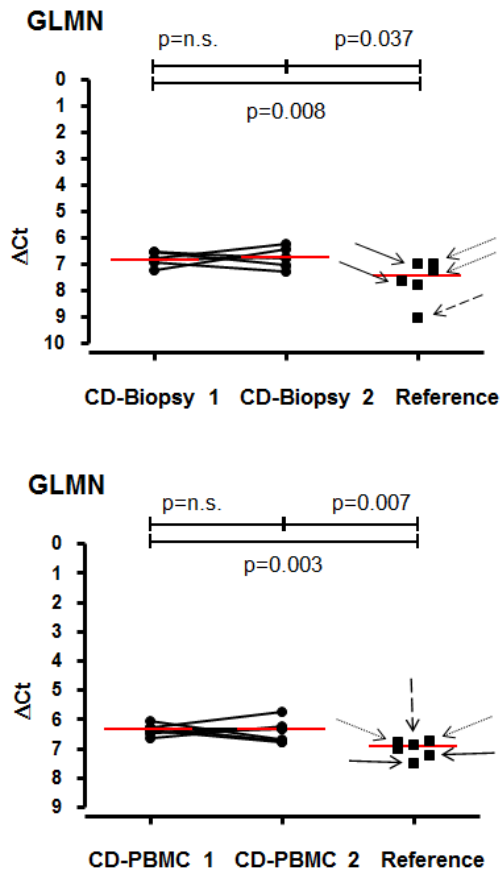 GLMN
p=n.s. p=0.037
p=0.008
0
1
2
3
4
5
6
7
8
9
10
ΔCt
CD-Biopsy 1 CD-Biopsy 2 Reference
GLMN
p=n.s. p=0.007
p=0.003
0
1
2
3
4
5
6
7
8
9
ΔCt
CD-PBMC 1 CD-PBMC 2 Reference